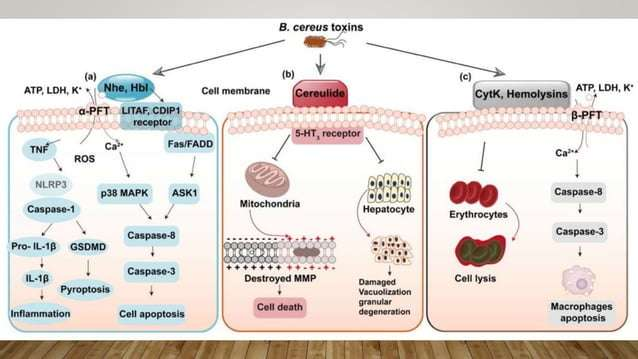 B. cereus toxins
(a)
Nhe, Hbl
ATP, LDH, K⁺
α-PFT
LITAF, CDIP1
receptor
Cell membrane
TNF
ROS
Ca²⁺
Fas/FADD
NLRP3
Caspase-1
p38 MAPK
ASK1
Pro- IL-1β
GSDMD
Caspase-8
IL-1β
Pyroptosis
Caspase-3
Inflammation
Cell apoptosis
(b)
Cereulide
5-HT₃ receptor
Mitochondria
Hepatocyte
Destroyed MMP
Damaged
Vacuolization
granular
degeneration
Cell death
(c)
CytK, Hemolysins
ATP, LDH, K⁺
β-PFT
Ca²⁺
Erythrocytes
Caspase-8
Caspase-3
Cell lysis
Macrophages
apoptosis